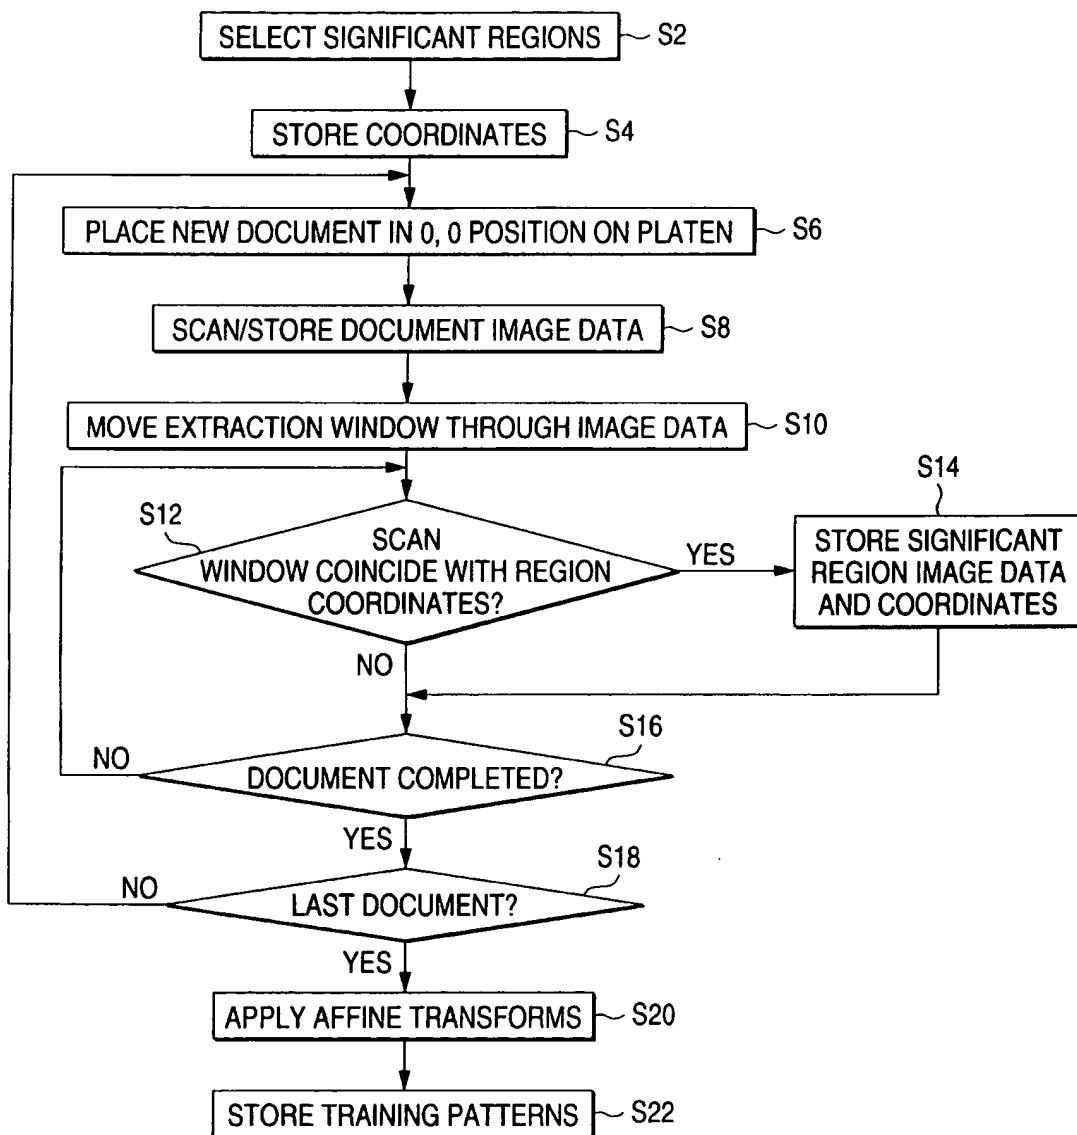 SELECT SIGNIFICANT REGIONS S2
STORE COORDINATES S4
PLACE NEW DOCUMENT IN 0, 0 POSITION ON PLATEN S6
SCAN/STORE DOCUMENT IMAGE DATA S8
MOVE EXTRACTION WINDOW THROUGH IMAGE DATA S10
S12
SCAN
WINDOW COINCIDE WITH REGION
COORDINATES?
YES
S14
STORE SIGNIFICANT
REGION IMAGE DATA
AND COORDINATES
NO
S16
DOCUMENT COMPLETED?
NO
YES
S18
LAST DOCUMENT?
NO
YES
APPLY AFFINE TRANSFORMS S20
STORE TRAINING PATTERNS S22